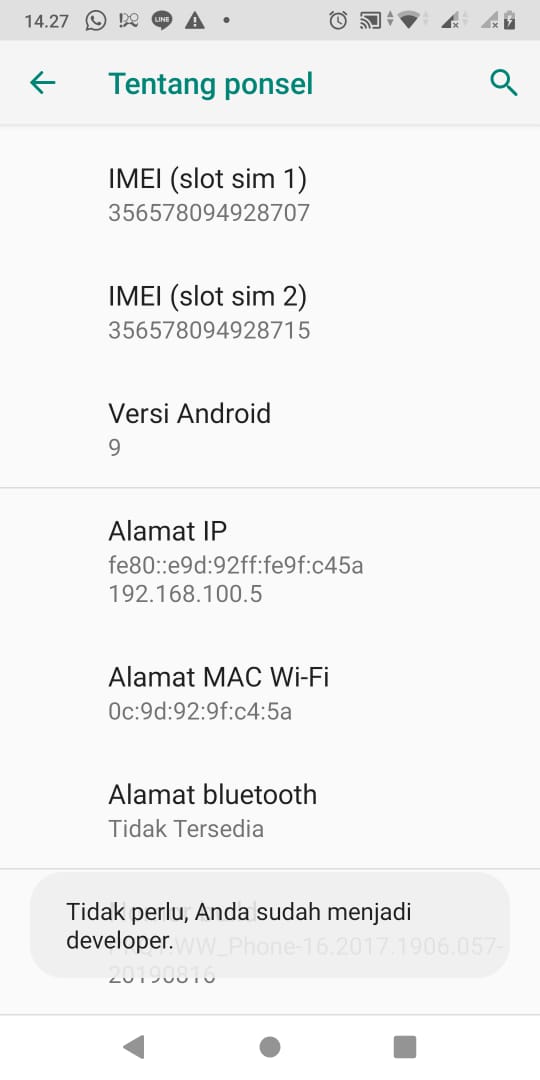 14.27
LINE
Tentang ponsel
IMEI (slot sim 1)
356578094928707
IMEI (slot sim 2)
356578094928715
Versi Android
9
Alamat IP
fe80::e9d:92ff:fe9f:c45a
192.168.100.5
Alamat MAC Wi-Fi
0c:9d:92:9f:c4:5a
Alamat bluetooth
Tidak Tersedia
Tidak perlu, Anda sudah menjadi
developer.
WW_Phone-16.2017.1906.057-
20190816